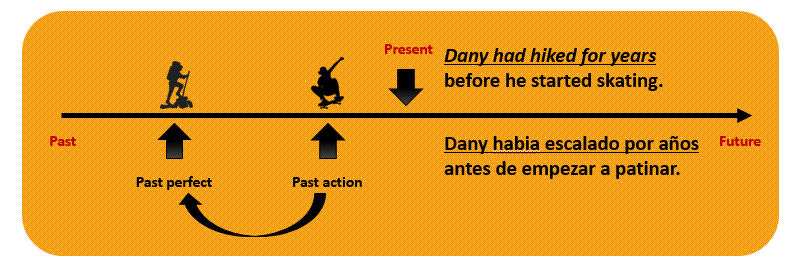 Present
Dany had hiked for years
before he started skating.
Past
Future
Dany habia escalado por años
antes de empezar a patinar.
Past perfect
Past action